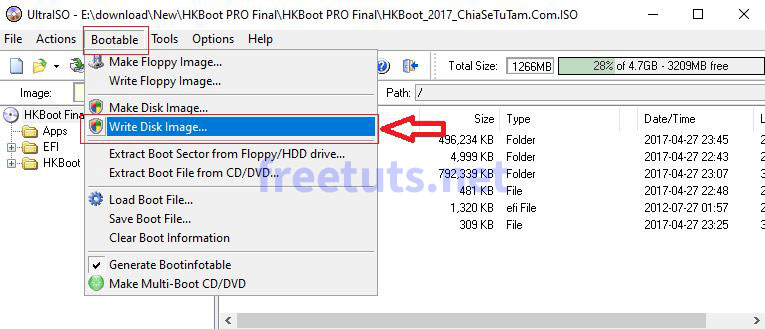 UltraISO - E:\download\New\HKBoot PRO Final\HKBoot PRO Final\HKBoot_2017_ChiaSeTuTam.Com.ISO
File Actions Bootable Tools Options Help
Total Size: 1266MB 28% of 4.7GB - 3209MB free
Image:
Path: /
HKBoot Fina
Apps
EFI
HKBoot
Make Floppy Image...
Write Floppy Image...
Make Disk Image...
Write Disk Image...
Extract Boot Sector from Floppy/HDD drive...
Extract Boot File from CD/DVD...
Load Boot File...
Save Boot File...
Clear Boot Information
Generate Bootinfotable
Make Multi-Boot CD/DVD
Size Type Date/Time L
496,234 KB Folder 2017-04-27 23:45 2
4,999 KB Folder 2017-04-27 22:43 2
792,339 KB Folder 2017-04-27 23:28 2
481 KB File 2017-04-27 22:48 2
1,320 KB efi File 2012-07-27 01:57 2
309 KB File 2017-04-27 23:25 2
freetuts.net